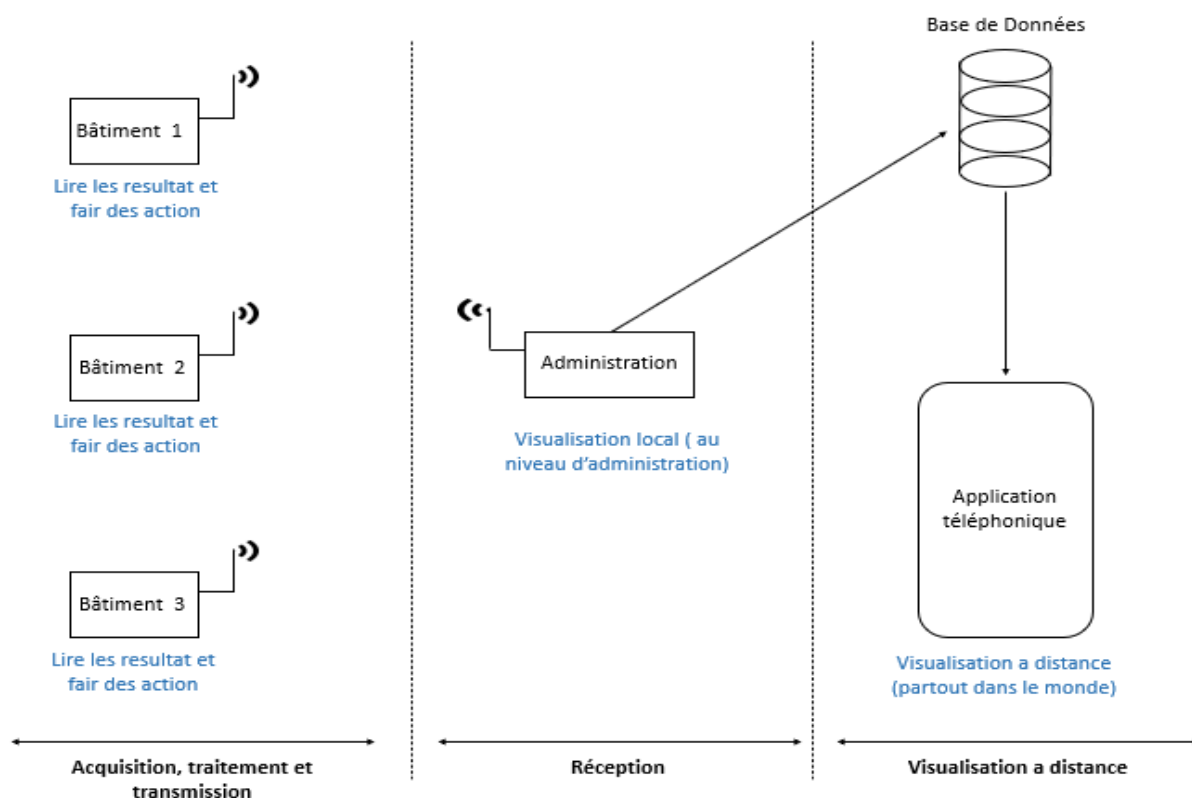 Base de Données
Bâtiment 1
Lire les resultat et
fair des action
Bâtiment 2
Lire les resultat et
fair des action
Bâtiment 3
Lire les resultat et
fair des action
Administration
Visualisation local ( au
niveau d'administration)
Application
téléphonique
Visualisation a distance
(partout dans le monde)
Acquisition, traitement et
transmission
Réception
Visualisation a distance